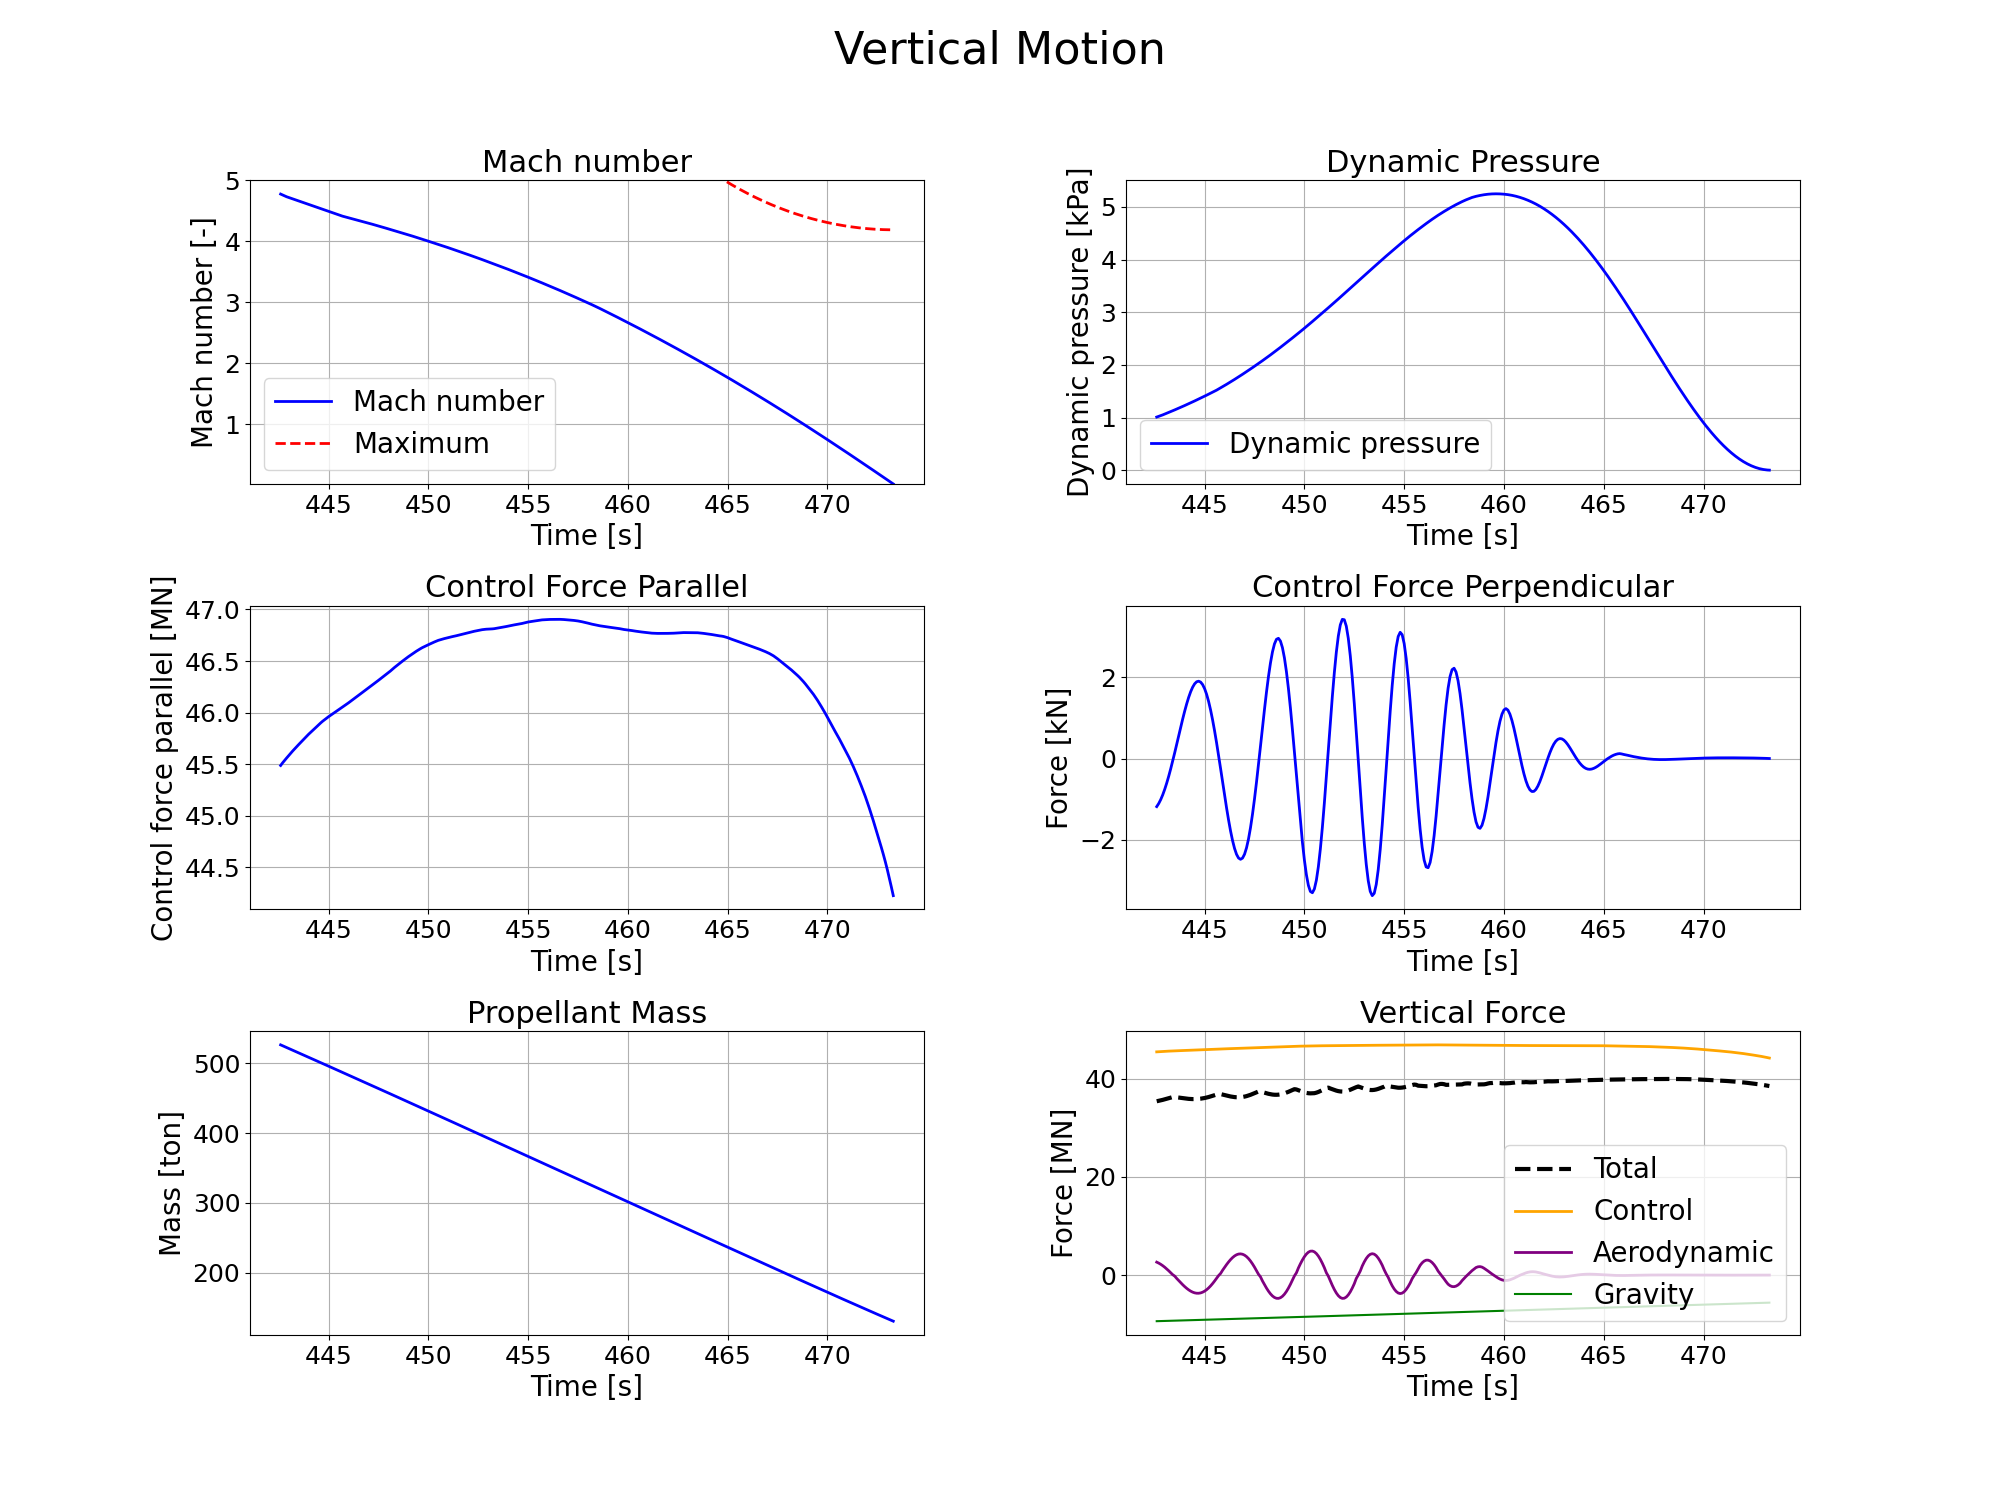 Vertical Motion
Mach number
Mach number [-]
5
4
3
2
1
Mach number
Maximum
445 450 455 460 465 470
Time [s]
Dynamic Pressure
Dynamic pressure [kPa]
5
4
3
2
1
0
Dynamic pressure
445 450 455 460 465 470
Time [s]
Control Force Parallel
Control force parallel [MN]
47.0
46.5
46.0
45.5
45.0
44.5
445 450 455 460 465 470
Time [s]
Control Force Perpendicular
Force [kN]
2
0
−2
445 450 455 460 465 470
Time [s]
Propellant Mass
Mass [ton]
500
400
300
200
445 450 455 460 465 470
Time [s]
Vertical Force
Force [MN]
40
20
0
Total
Control
Aerodynamic
Gravity
445 450 455 460 465 470
Time [s]